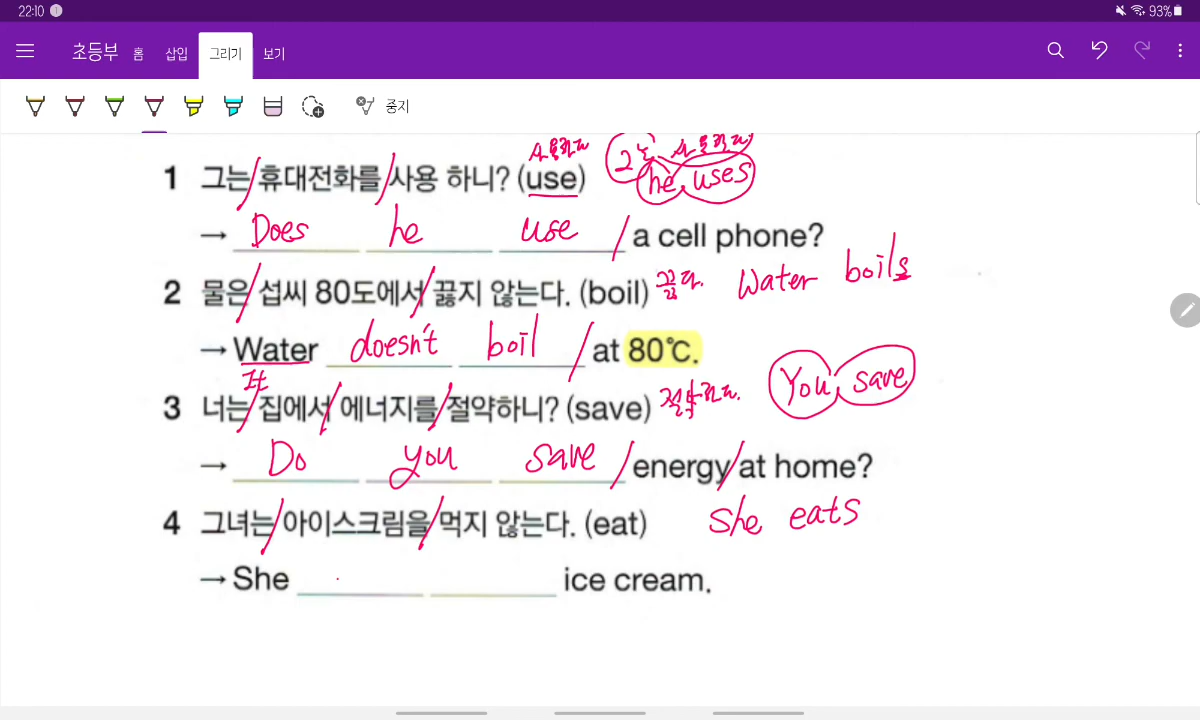 22:10 93%
초등부 홈 삽입 그리기 보기
중지
사용하다 그는 사용한다
1 그는/휴대전화를/사용 하니? (use) he uses
→ Does he use / a cell phone?
2 물은/섭씨 80도에서/끓지 않는다. (boil) 끓다. Water boils
→ Water doesn't boil / at 80℃.
It
3 너는/집에서/에너지를/절약하니? (save) 절약하다. You save
→ Do you save / energy/at home?
4 그녀는/아이스크림을/먹지 않는다. (eat) She eats
→ She ice cream.